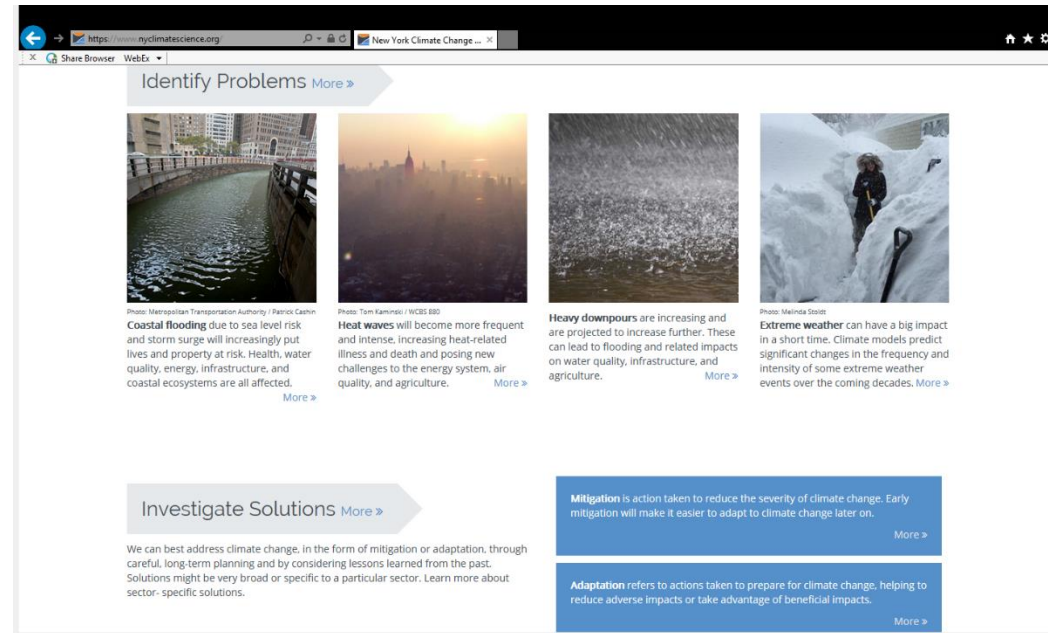 https://www.nyclimatescience.org/
New York Climate Change ...
X Share Browser WebEx
Identify Problems More »
Photo: Metropolitan Transportation Authority / Patrick Cashin
Coastal flooding due to sea level risk
and storm surge will increasingly put
lives and property at risk. Health, water
quality, energy, infrastructure, and
coastal ecosystems are all affected.
More »
Photo: Tom Kaminski / WCBS 880
Heat waves will become more frequent
and intense, increasing heat-related
illness and death and posing new
challenges to the energy system, air
quality, and agriculture. More »
Heavy downpours are increasing and
are projected to increase further. These
can lead to flooding and related impacts
on water quality, infrastructure, and
agriculture. More »
Photo: Melinda Stoldt
Extreme weather can have a big impact
in a short time. Climate models predict
significant changes in the frequency and
intensity of some extreme weather
events over the coming decades. More »
Investigate Solutions More »
We can best address climate change, in the form of mitigation or adaptation, through
careful, long-term planning and by considering lessons learned from the past.
Solutions might be very broad or specific to a particular sector. Learn more about
sector- specific solutions.
Mitigation is action taken to reduce the severity of climate change. Early
mitigation will make it easier to adapt to climate change later on.
More »
Adaptation refers to actions taken to prepare for climate change, helping to
reduce adverse impacts or take advantage of beneficial impacts.
More »